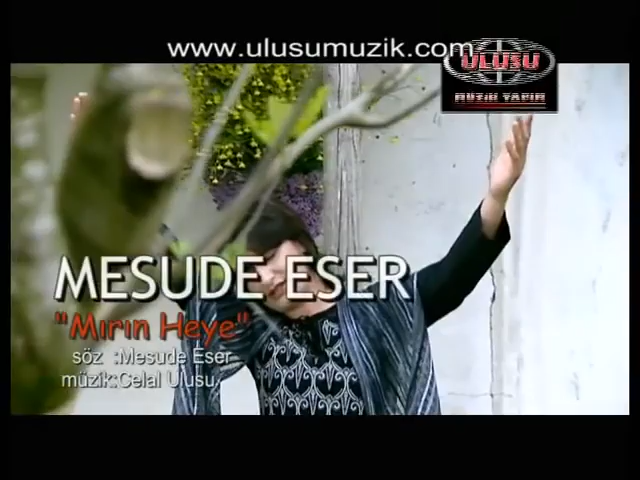 www.ulusumuzik.com
ULUSU
MÜZİK YAPIM
MESUDE ESER
"Mırın Heye"
söz :Mesude Eser
müzik:Celal Ulusu